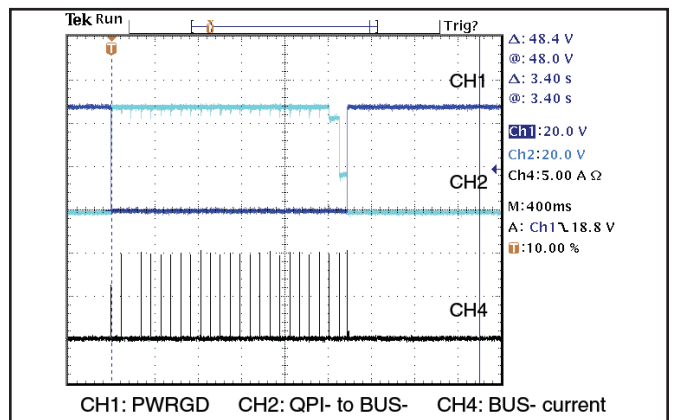 Tek Run Trig?
Δ: 48.4 V
@: 48.0 V
Δ: 3.40 s
@: 3.40 s
Ch1:20.0 V
Ch2:20.0 V
Ch4:5.00 A Ω
M:400ms
A: Ch1 18.8 V
T:10.00 %
T
T
CH1
CH2
CH4
CH1: PWRGD CH2: QPI- to BUS- CH4: BUS- current